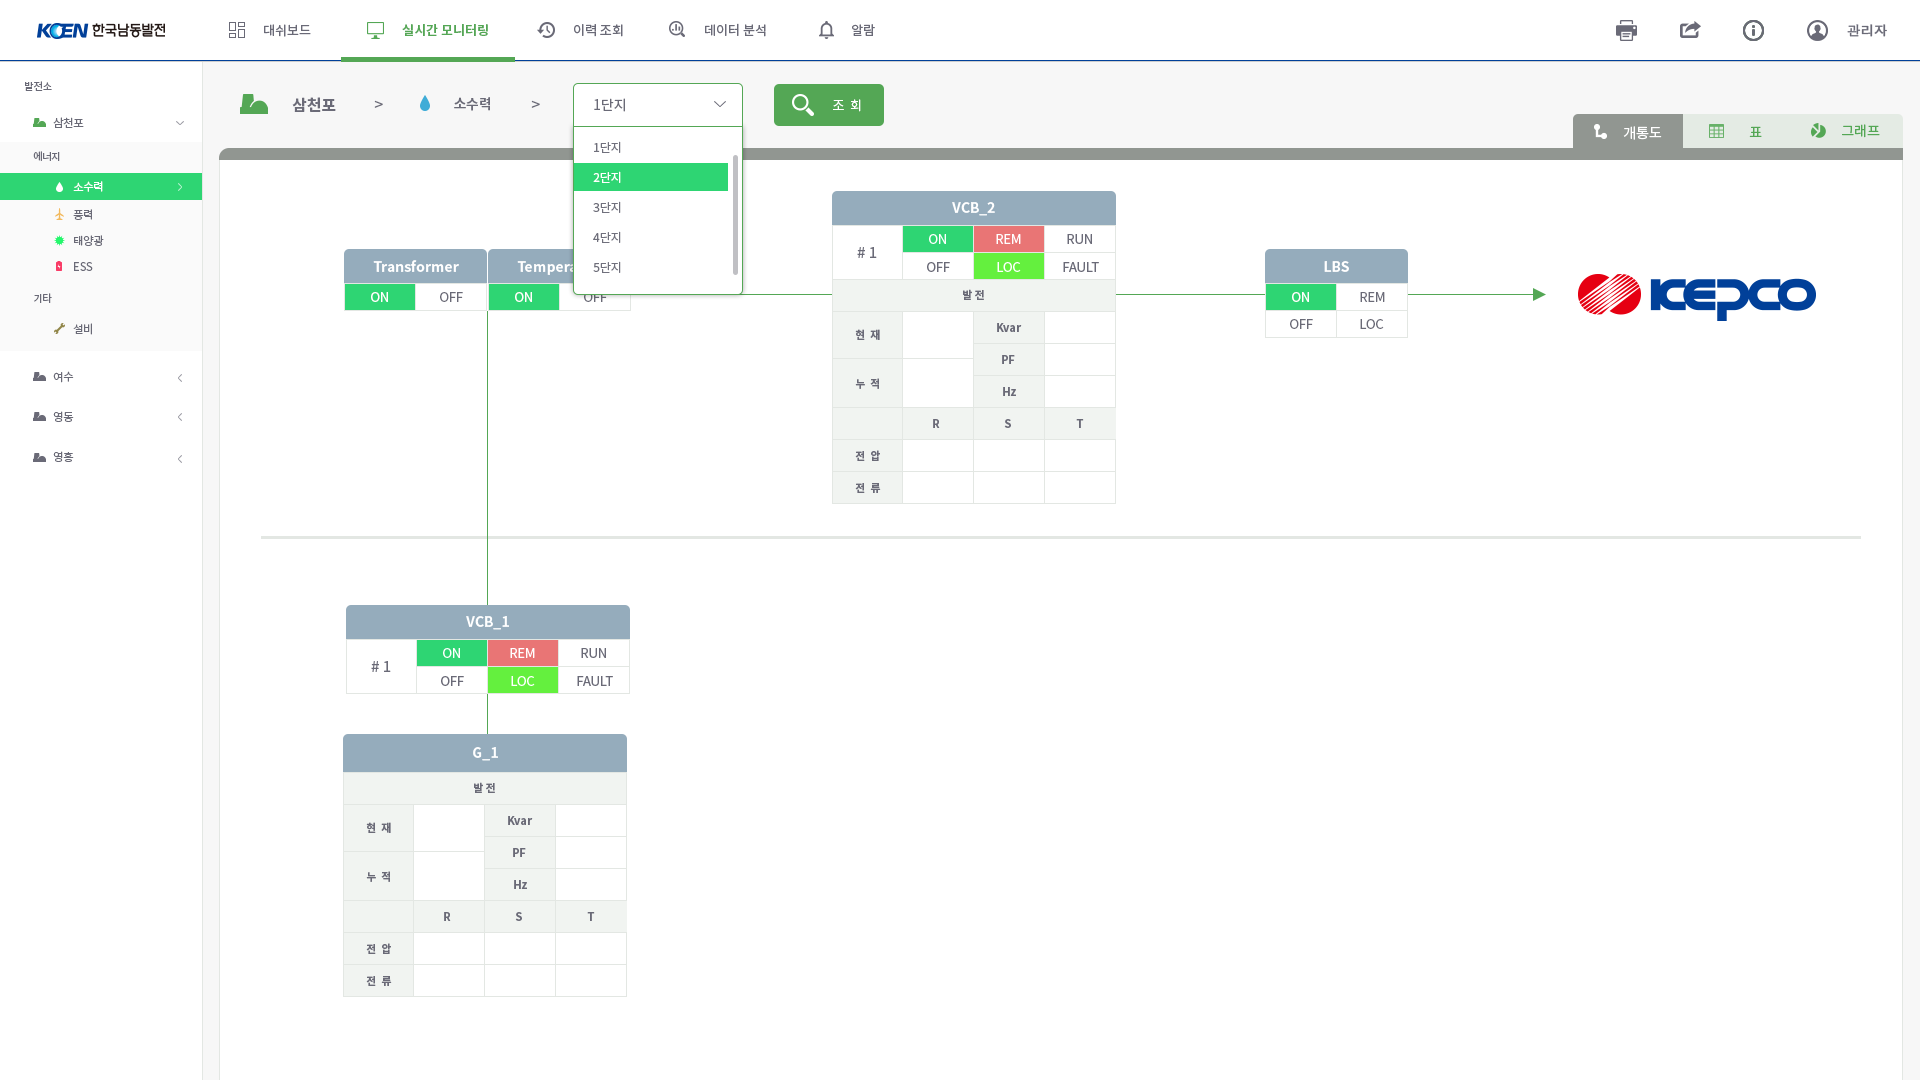 KOEN 한국남동발전
대쉬보드
실시간 모니터링
이력 조회
데이터 분석
알람
관리자
발전소
삼천포
에너지
소수력
풍력
태양광
ESS
기타
설비
여수
영동
영흥
삼천포 > 소수력 > 1단지
조 회
1단지
2단지
3단지
4단지
5단지
개통도
표
그래프
Transformer
ON OFF
Tempera
ON OFF
VCB_2
# 1
ON REM RUN
OFF LOC FAULT
발 전
현 재
누 적
Kvar
PF
Hz
R S T
전 압
전 류
LBS
ON REM
OFF LOC
KEPCO
VCB_1
# 1
ON REM RUN
OFF LOC FAULT
G_1
발 전
현 재
누 적
Kvar
PF
Hz
R S T
전 압
전 류